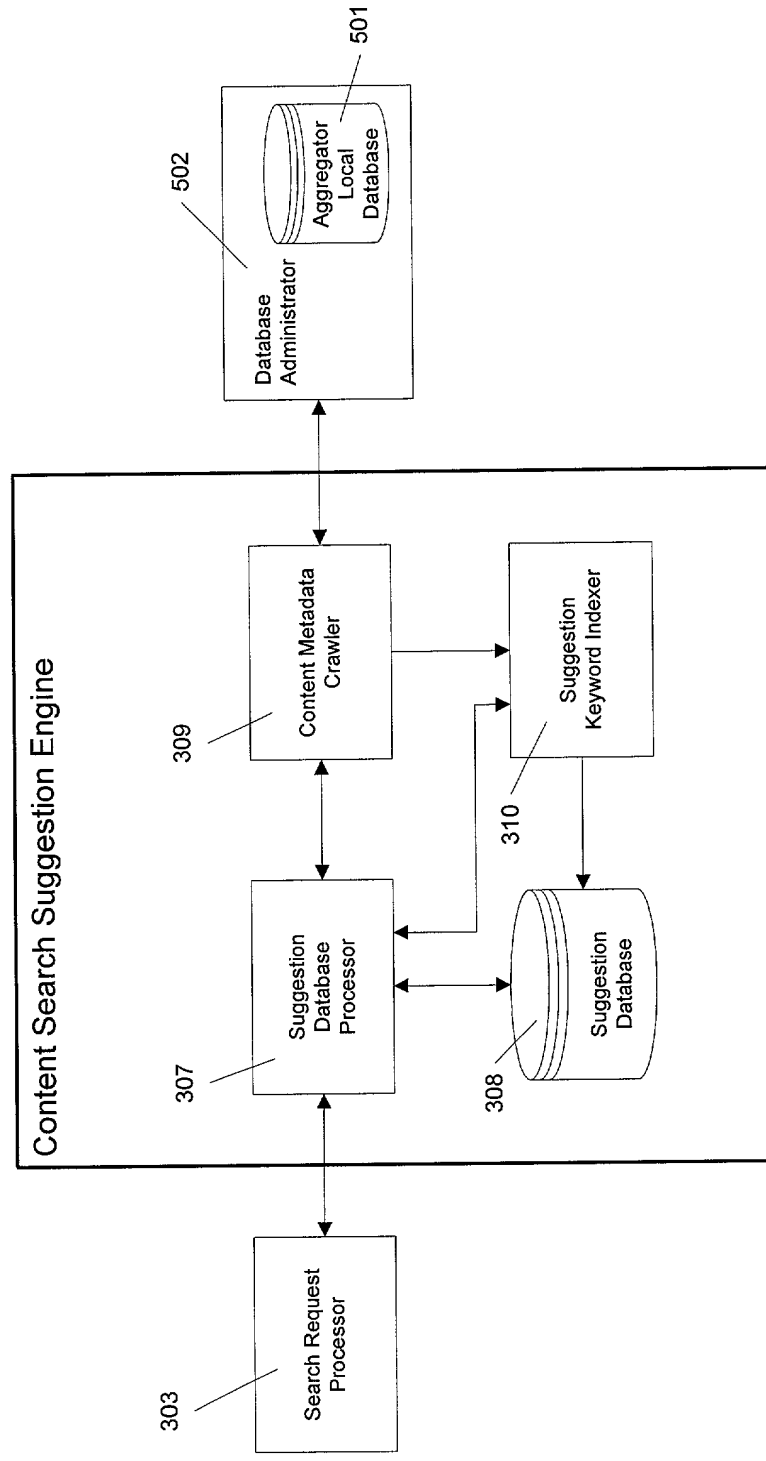 Content Search Suggestion Engine
303
Search Request
Processor
307
Suggestion
Database
Processor
309
Content Metadata
Crawler
502
Database
Administrator
501
Aggregator
Local
Database
308
Suggestion
Database
310
Suggestion
Keyword Indexer